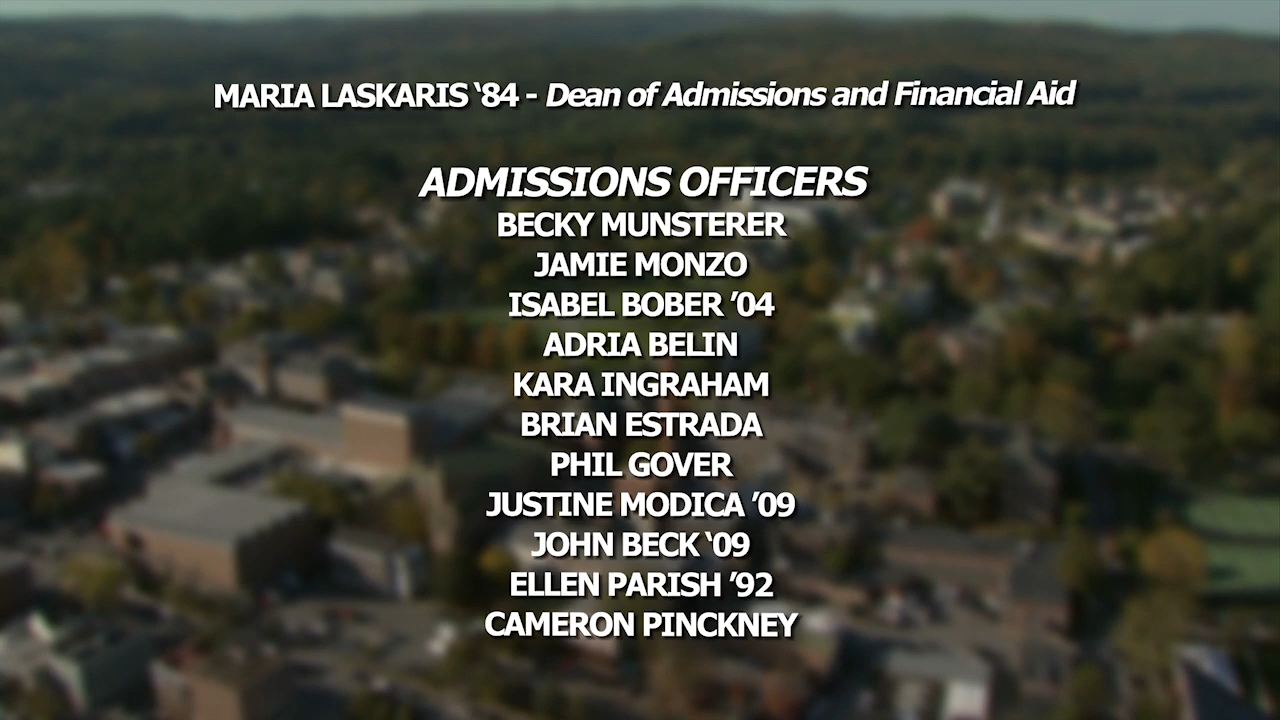 MARIA LASKARIS ‘84 - Dean of Admissions and Financial Aid
ADMISSIONS OFFICERS
BECKY MUNSTERER
JAMIE MONZO
ISABEL BOBER ’04
ADRIA BELIN
KARA INGRAHAM
BRIAN ESTRADA
PHIL GOVER
JUSTINE MODICA ’09
JOHN BECK ‘09
ELLEN PARISH ’92
CAMERON PINCKNEY